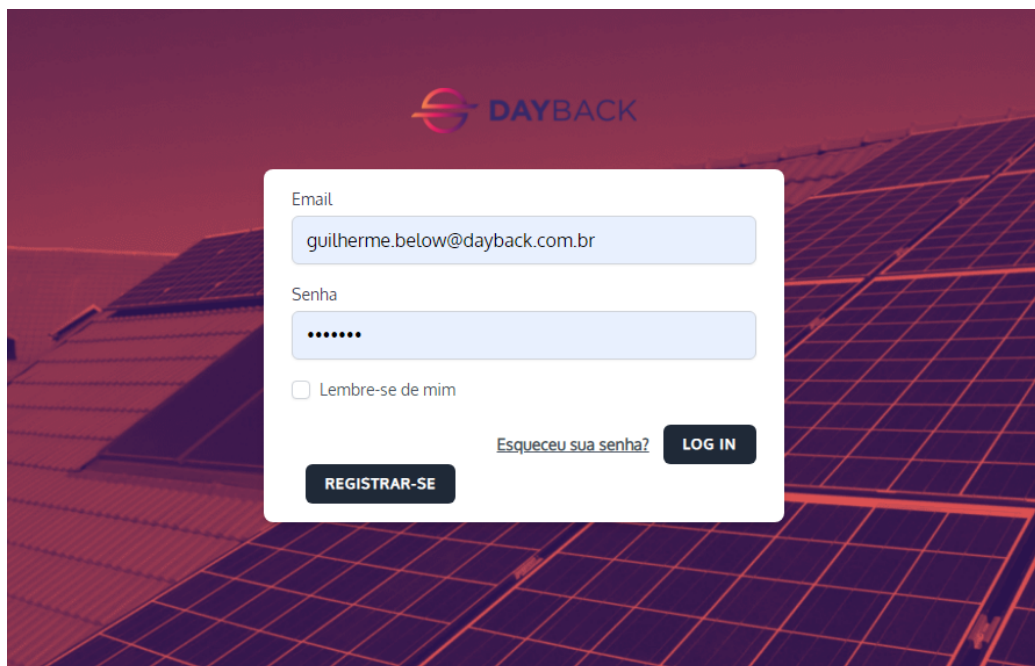 DAYBACK
Email
guilherme.below@dayback.com.br
Senha
•••••••
Lembre-se de mim
Esqueceu sua senha? LOG IN
REGISTRAR-SE